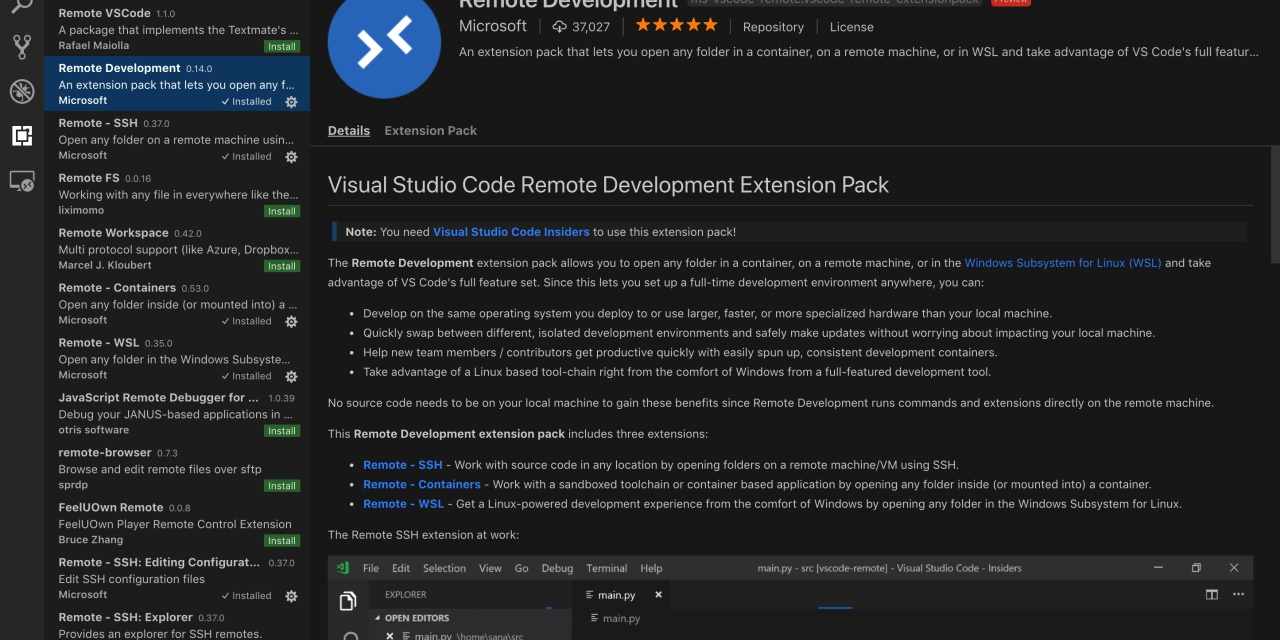 Remote VSCode 1.1.0
A package that implements the Textmate's ...
Rafael Maiolla Install
Remote Development 0.14.0
An extension pack that lets you open any f...
Microsoft ✓ Installed
Remote - SSH 0.37.0
Open any folder on a remote machine usin...
Microsoft ✓ Installed
Remote FS 0.0.16
Working with any file in everywhere like the...
liximomo Install
Remote Workspace 0.42.0
Multi protocol support (like Azure, Dropbox...
Marcel J. Kloubert Install
Remote - Containers 0.53.0
Open any folder inside (or mounted into) a ...
Microsoft ✓ Installed
Remote - WSL 0.35.0
Open any folder in the Windows Subsyste...
Microsoft ✓ Installed
JavaScript Remote Debugger for ... 1.0.39
Debug your JANUS-based applications in ...
otris software Install
remote-browser 0.7.3
Browse and edit remote files over sftp
sprdp Install
FeelUOwn Remote 0.0.8
FeelUOwn Player Remote Control Extension
Bruce Zhang Install
Remote - SSH: Editing Configurat... 0.37.0
Edit SSH configuration files
Microsoft ✓ Installed
Remote - SSH: Explorer 0.37.0
Provides an explorer for SSH remotes.
Remote Development ms-vscode-remote.vscode-remote-extensionpack Preview
Microsoft 37,027 ★★★★★ Repository License
An extension pack that lets you open any folder in a container, on a remote machine, or in WSL and take advantage of VS Code's full featur...
Details Extension Pack
Visual Studio Code Remote Development Extension Pack
Note: You need Visual Studio Code Insiders to use this extension pack!
The Remote Development extension pack allows you to open any folder in a container, on a remote machine, or in the Windows Subsystem for Linux (WSL) and take
advantage of VS Code's full feature set. Since this lets you set up a full-time development environment anywhere, you can:
• Develop on the same operating system you deploy to or use larger, faster, or more specialized hardware than your local machine.
• Quickly swap between different, isolated development environments and safely make updates without worrying about impacting your local machine.
• Help new team members / contributors get productive quickly with easily spun up, consistent development containers.
• Take advantage of a Linux based tool-chain right from the comfort of Windows from a full-featured development tool.
No source code needs to be on your local machine to gain these benefits since Remote Development runs commands and extensions directly on the remote machine.
This Remote Development extension pack includes three extensions:
• Remote - SSH - Work with source code in any location by opening folders on a remote machine/VM using SSH.
• Remote - Containers - Work with a sandboxed toolchain or container based application by opening any folder inside (or mounted into) a container.
• Remote - WSL - Get a Linux-powered development experience from the comfort of Windows by opening any folder in the Windows Subsystem for Linux.
The Remote SSH extension at work:
File Edit Selection View Go Debug Terminal Help main.py - src [vscode-remote] - Visual Studio Code - Insiders
EXPLORER main.py
OPEN EDITORS main.py
main.py \home\sana\src